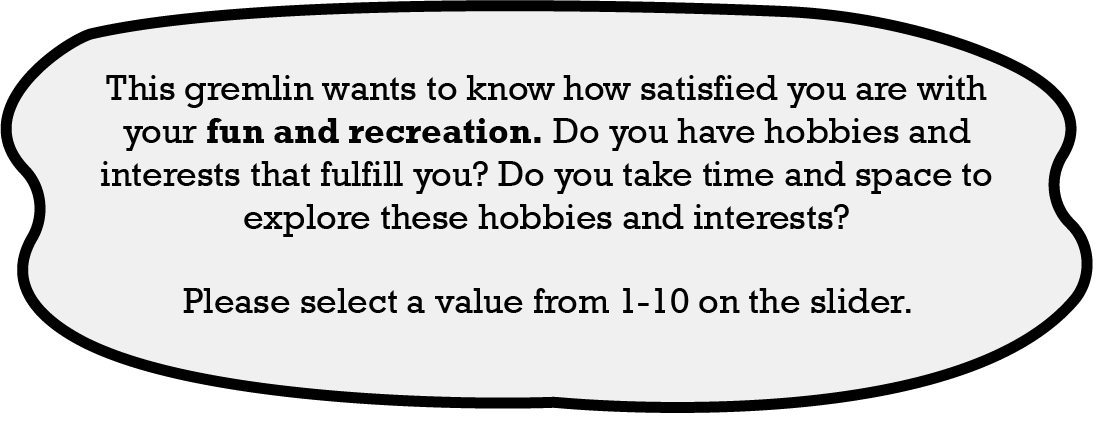 This gremlin wants to know how satisfied you are with
your fun and recreation. Do you have hobbies and
interests that fulfill you? Do you take time and space to
explore these hobbies and interests?
Please select a value from 1-10 on the slider.